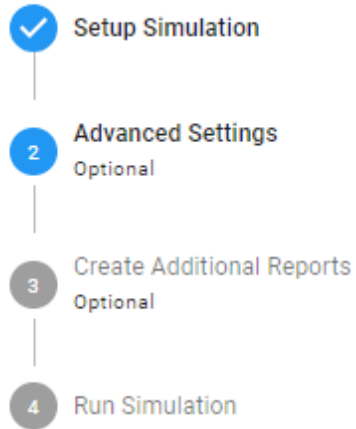 Setup Simulation
2 Advanced Settings
Optional
3 Create Additional Reports
Optional
4 Run Simulation